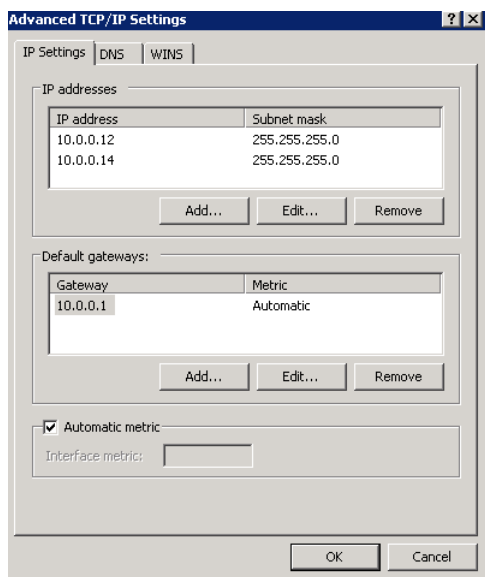 Advanced TCP/IP Settings
IP Settings DNS WINS
IP addresses
IP address Subnet mask
10.0.0.12 255.255.255.0
10.0.0.14 255.255.255.0
Add... Edit... Remove
Default gateways:
Gateway Metric
10.0.0.1 Automatic
Add... Edit... Remove
Automatic metric
Interface metric:
OK Cancel